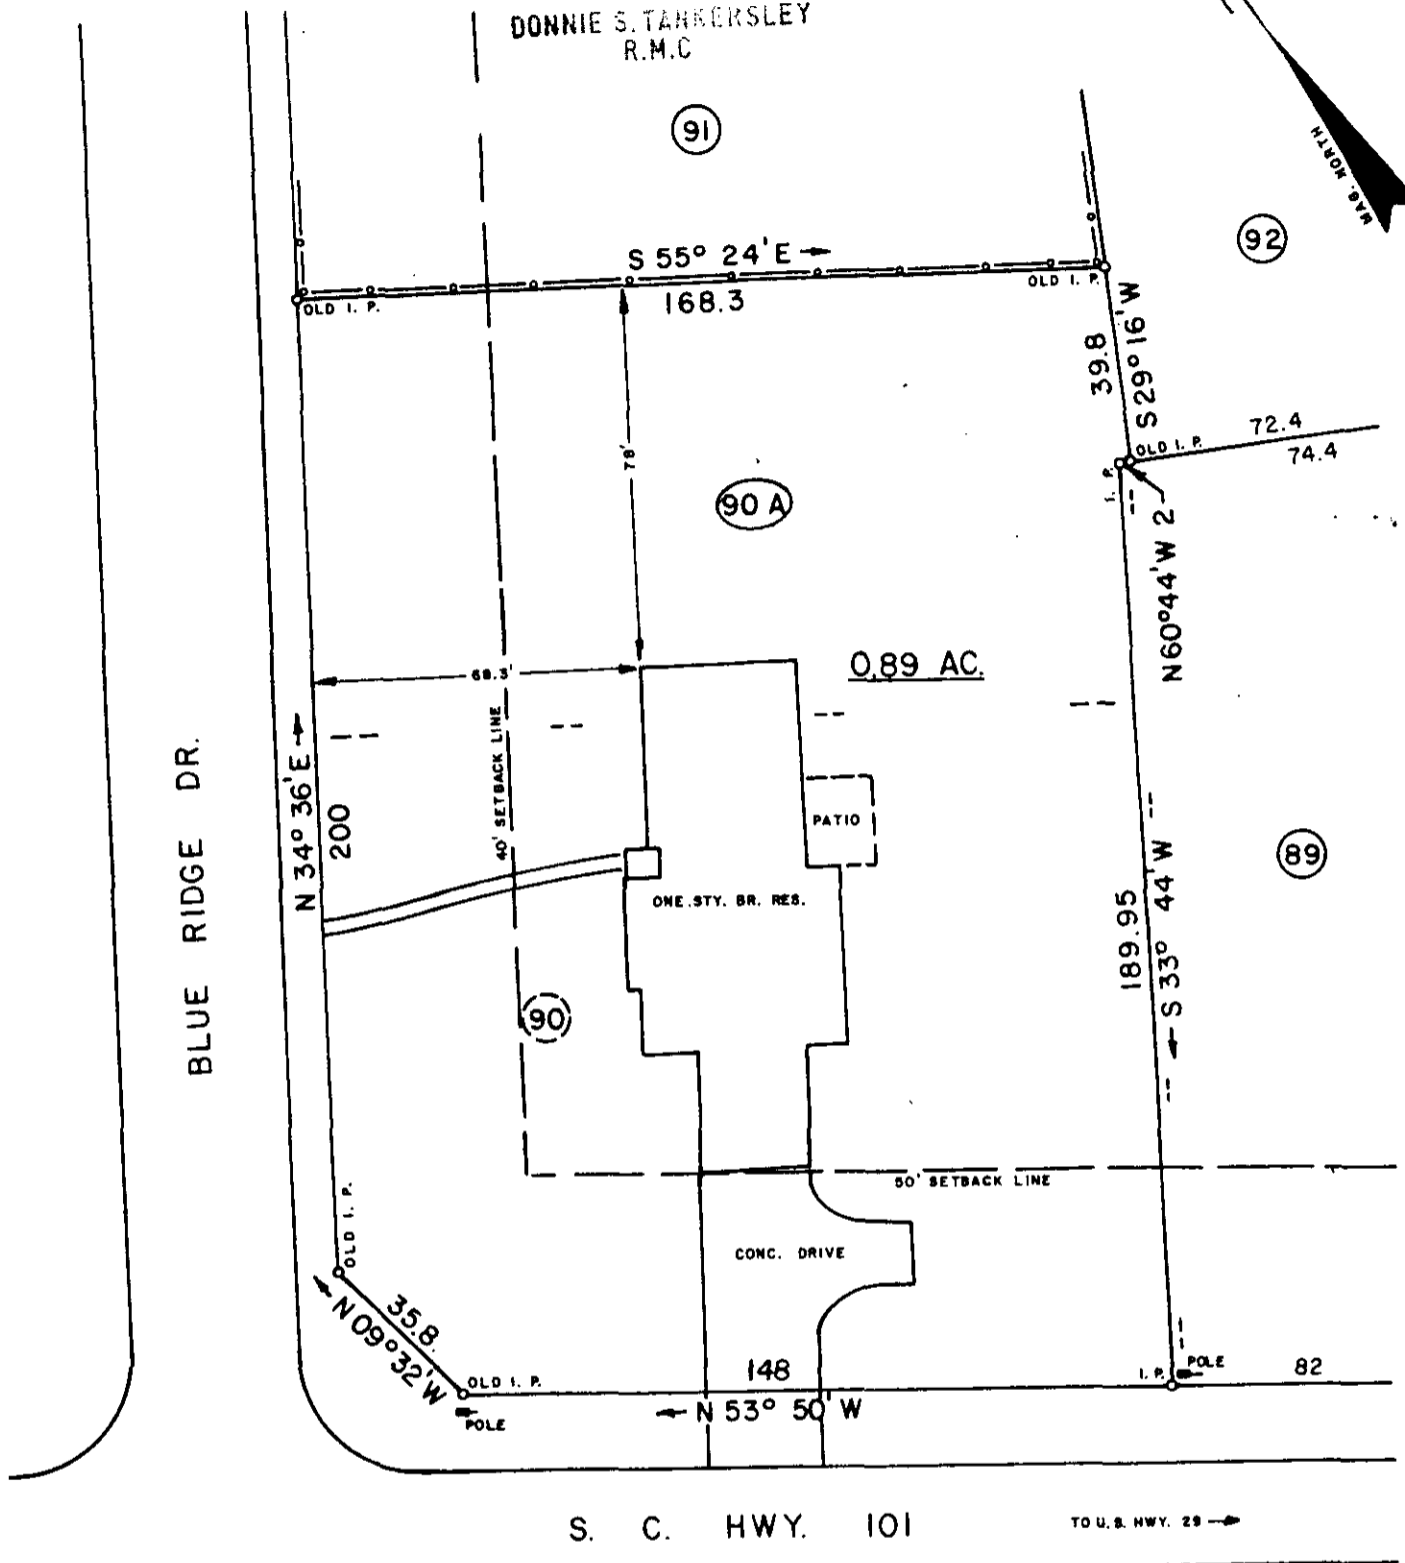 DONNIE S. TANKERSLEY
R.M.C
MAG. NORTH
91
92
S 55° 24' E
168.3
OLD I. P.
OLD I. P.
39.8
S 29° 16' W
72.4
74.4
OLD I. P.
I. P.
78'
90 A
N60°44'W 2
0.89 AC.
68.3'
40' SETBACK LINE
N 34° 36' E
200
BLUE RIDGE DR.
PATIO
89
ONE STY. BR. RES.
189.95
S 33° 44' W
90
50' SETBACK LINE
OLD I. P.
CONC. DRIVE
35.8
N 09° 32' W
OLD I. P.
POLE
148
N 53° 50' W
I. P.
POLE
82
S. C. HWY. 101
TO U.S. HWY. 29